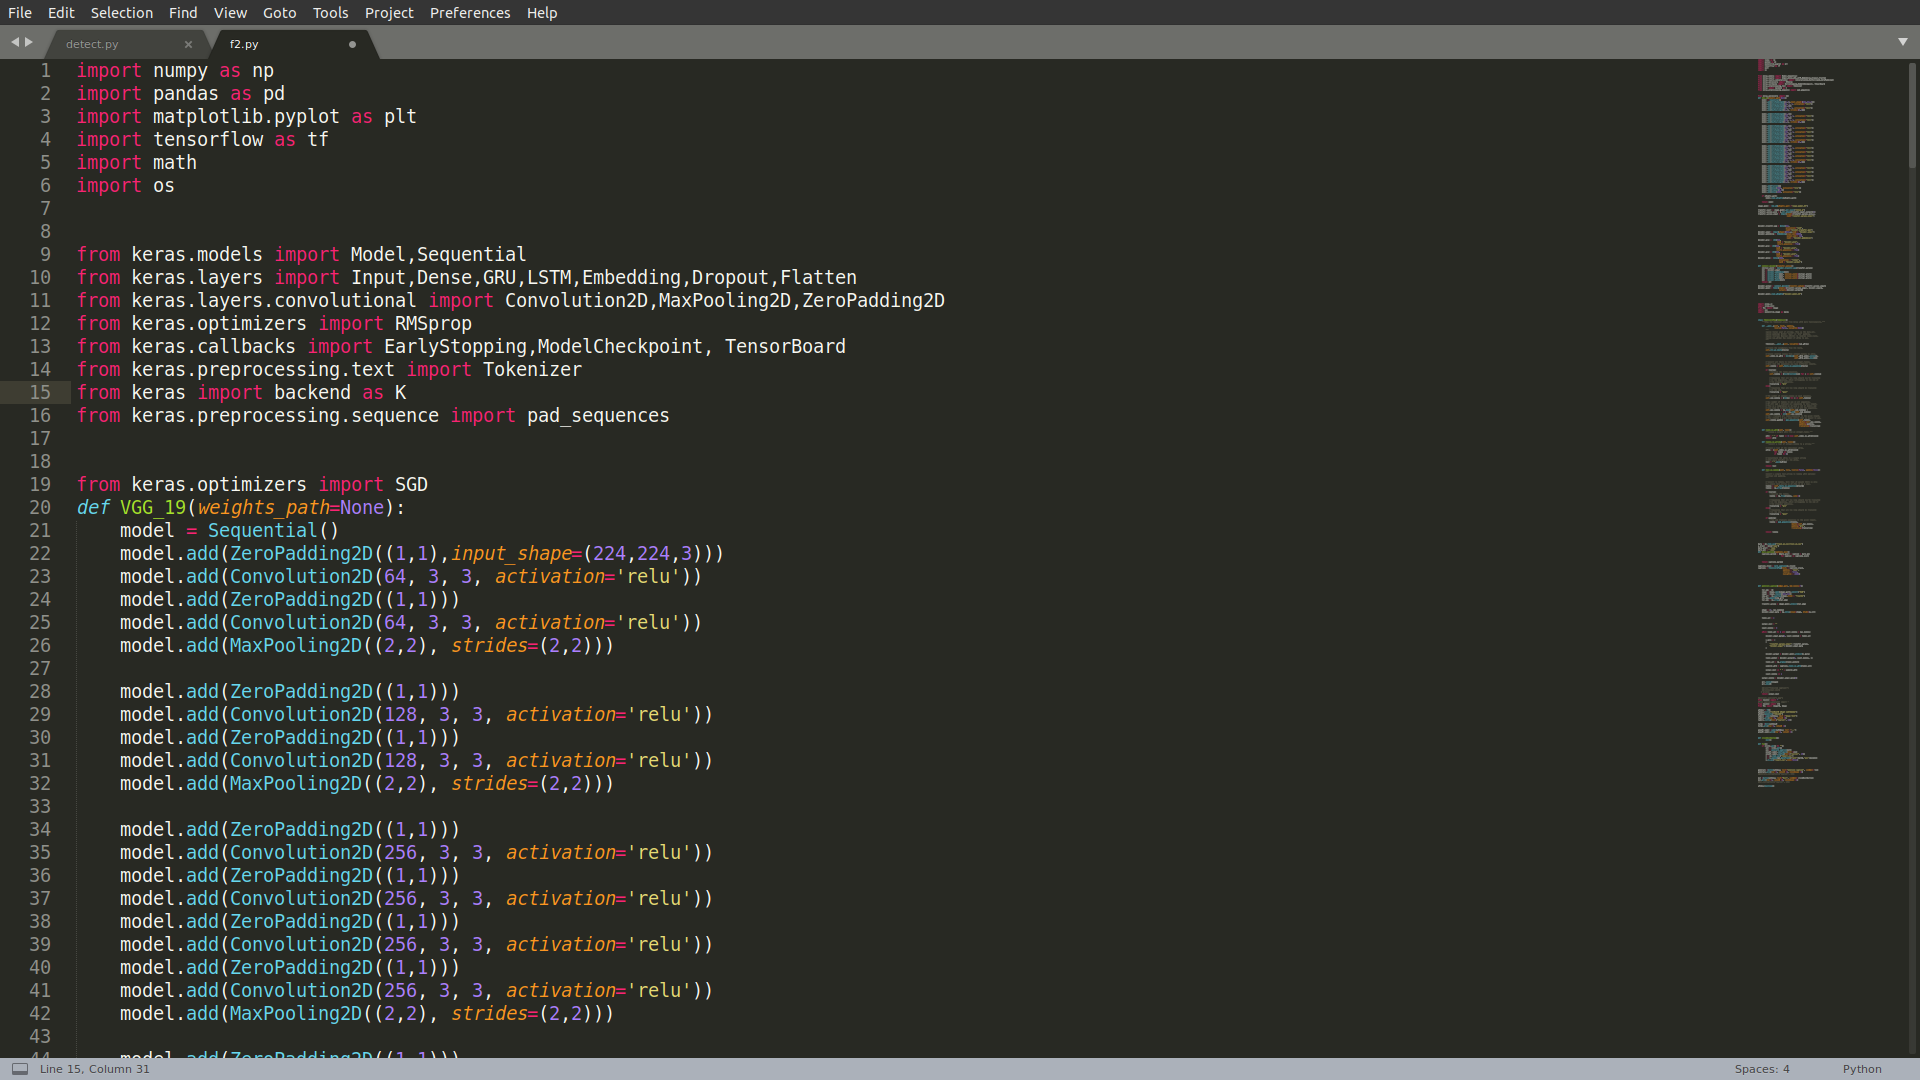 File Edit Selection Find View Goto Tools Project Preferences Help
detect.py × f2.py
1 import numpy as np
2 import pandas as pd
3 import matplotlib.pyplot as plt
4 import tensorflow as tf
5 import math
6 import os
7
8
9 from keras.models import Model,Sequential
10 from keras.layers import Input,Dense,GRU,LSTM,Embedding,Dropout,Flatten
11 from keras.layers.convolutional import Convolution2D,MaxPooling2D,ZeroPadding2D
12 from keras.optimizers import RMSprop
13 from keras.callbacks import EarlyStopping,ModelCheckpoint, TensorBoard
14 from keras.preprocessing.text import Tokenizer
15 from keras import backend as K
16 from keras.preprocessing.sequence import pad_sequences
17
18
19 from keras.optimizers import SGD
20 def VGG_19(weights_path=None):
21     model = Sequential()
22     model.add(ZeroPadding2D((1,1),input_shape=(224,224,3)))
23     model.add(Convolution2D(64, 3, 3, activation='relu'))
24     model.add(ZeroPadding2D((1,1)))
25     model.add(Convolution2D(64, 3, 3, activation='relu'))
26     model.add(MaxPooling2D((2,2), strides=(2,2)))
27
28     model.add(ZeroPadding2D((1,1)))
29     model.add(Convolution2D(128, 3, 3, activation='relu'))
30     model.add(ZeroPadding2D((1,1)))
31     model.add(Convolution2D(128, 3, 3, activation='relu'))
32     model.add(MaxPooling2D((2,2), strides=(2,2)))
33
34     model.add(ZeroPadding2D((1,1)))
35     model.add(Convolution2D(256, 3, 3, activation='relu'))
36     model.add(ZeroPadding2D((1,1)))
37     model.add(Convolution2D(256, 3, 3, activation='relu'))
38     model.add(ZeroPadding2D((1,1)))
39     model.add(Convolution2D(256, 3, 3, activation='relu'))
40     model.add(ZeroPadding2D((1,1)))
41     model.add(Convolution2D(256, 3, 3, activation='relu'))
42     model.add(MaxPooling2D((2,2), strides=(2,2)))
43
44     model.add(ZeroPadding2D((1,1)))
Line 15, Column 31 Spaces: 4 Python